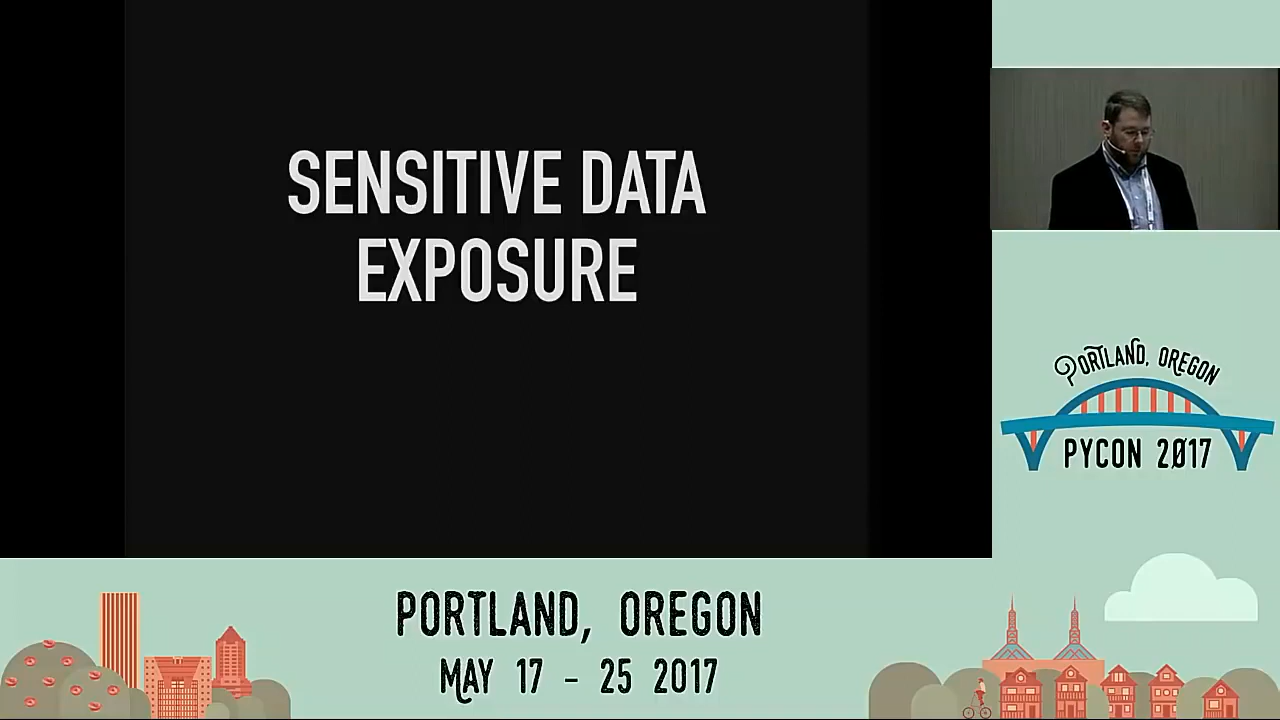 SENSITIVE DATA
EXPOSURE
PORTLAND, OREGON
PYCON 2017
PORTLAND, OREGON
MAY 17 - 25 2017